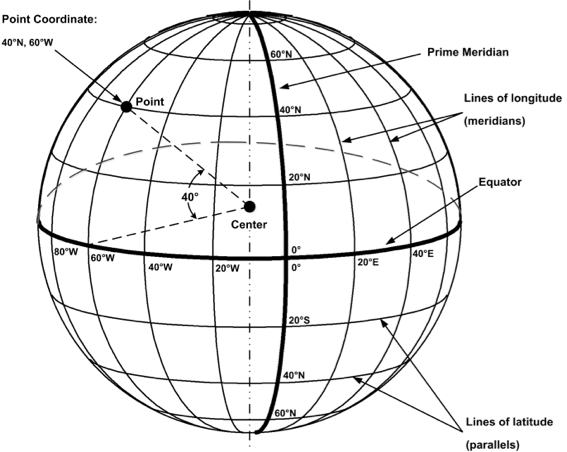 Point Coordinate:
40°N, 60°W
60°N
Prime Meridian
Point
40°N
Lines of longitude
(meridians)
20°N
Equator
40°
Center
80°W
60°W
40°W
20°W
0°
0°
20°E
40°E
20°S
40°N
60°N
Lines of latitude
(parallels)